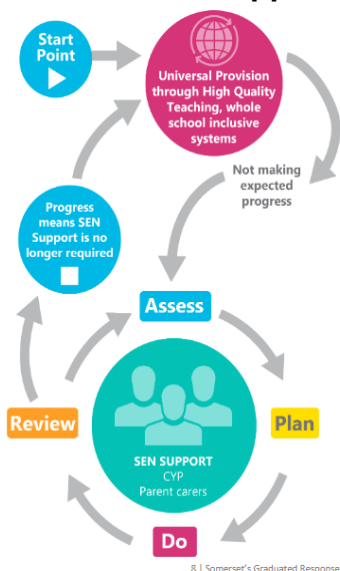 Start
Point
Universal Provision
through High Quality
Teaching, whole
school inclusive
systems
Not making
expected
progress
Progress
means SEN
Support is no
longer required
Assess
Review
Plan
SEN SUPPORT
CYP
Parent carers
Do
8 | Somerset's Graduated Response